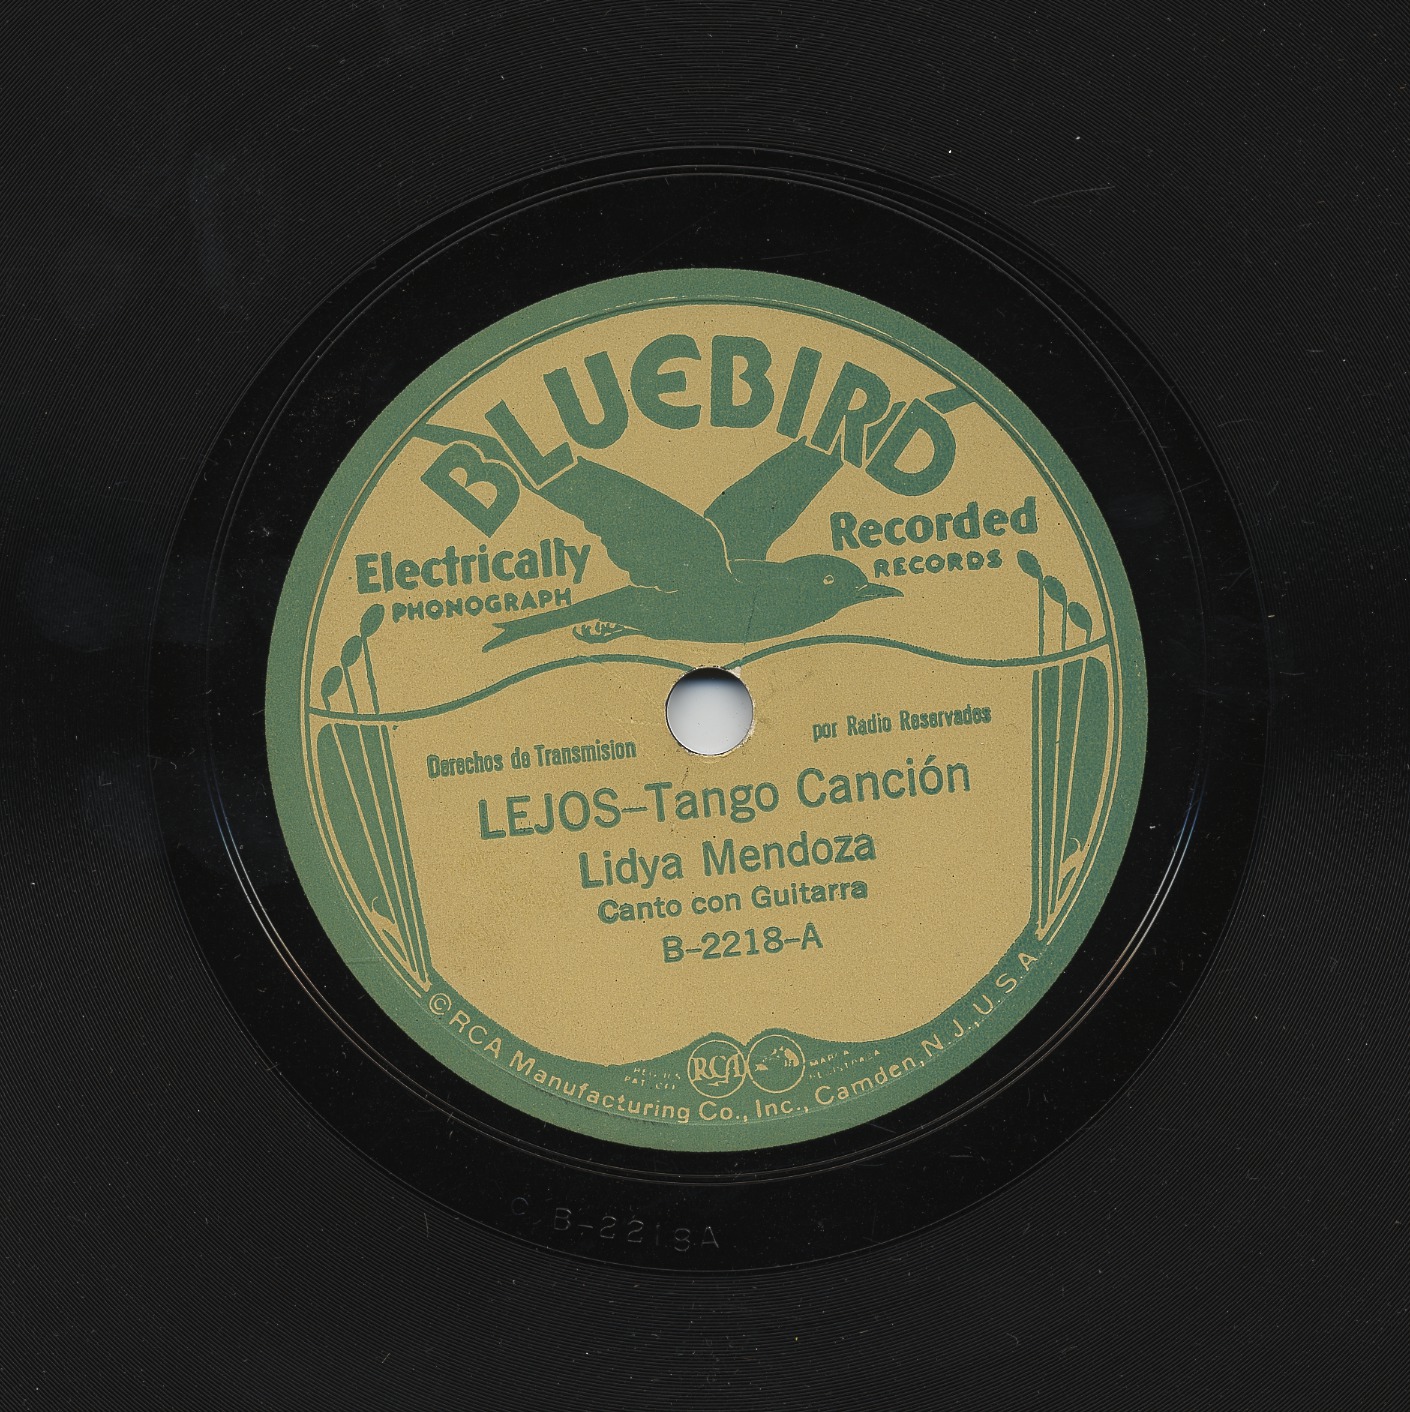 BLUEBIRD
Electrically Recorded
PHONOGRAPH RECORDS
Derechos de Transmision por Radio Reservados
LEJOS–Tango Canción
Lidya Mendoza
Canto con Guitarra
B–2218–A
RCA
MARCA
© RCA Manufacturing Co., Inc., Camden, N. J., U. S. A.
C B–2218A